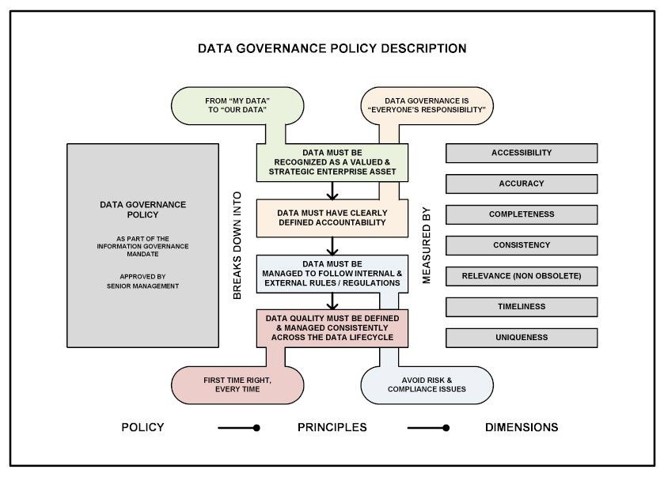 DATA GOVERNANCE POLICY DESCRIPTION
FROM "MY DATA"
TO "OUR DATA"
DATA GOVERNANCE IS
"EVERYONE'S RESPONSIBILITY"
DATA GOVERNANCE
POLICY
AS PART OF THE
INFORMATION GOVERNANCE
MANDATE
APPROVED BY
SENIOR MANAGEMENT
BREAKS DOWN INTO
DATA MUST BE
RECOGNIZED AS A VALUED &
STRATEGIC ENTERPRISE ASSET
DATA MUST HAVE CLEARLY
DEFINED ACCOUNTABILITY
DATA MUST BE
MANAGED TO FOLLOW INTERNAL &
EXTERNAL RULES / REGULATIONS
DATA QUALITY MUST BE DEFINED
& MANAGED CONSISTENTLY
ACROSS THE DATA LIFECYCLE
MEASURED BY
ACCESSIBILITY
ACCURACY
COMPLETENESS
CONSISTENCY
RELEVANCE (NON OBSOLETE)
TIMELINESS
UNIQUENESS
FIRST TIME RIGHT,
EVERY TIME
AVOID RISK &
COMPLIANCE ISSUES
POLICY
PRINCIPLES
DIMENSIONS